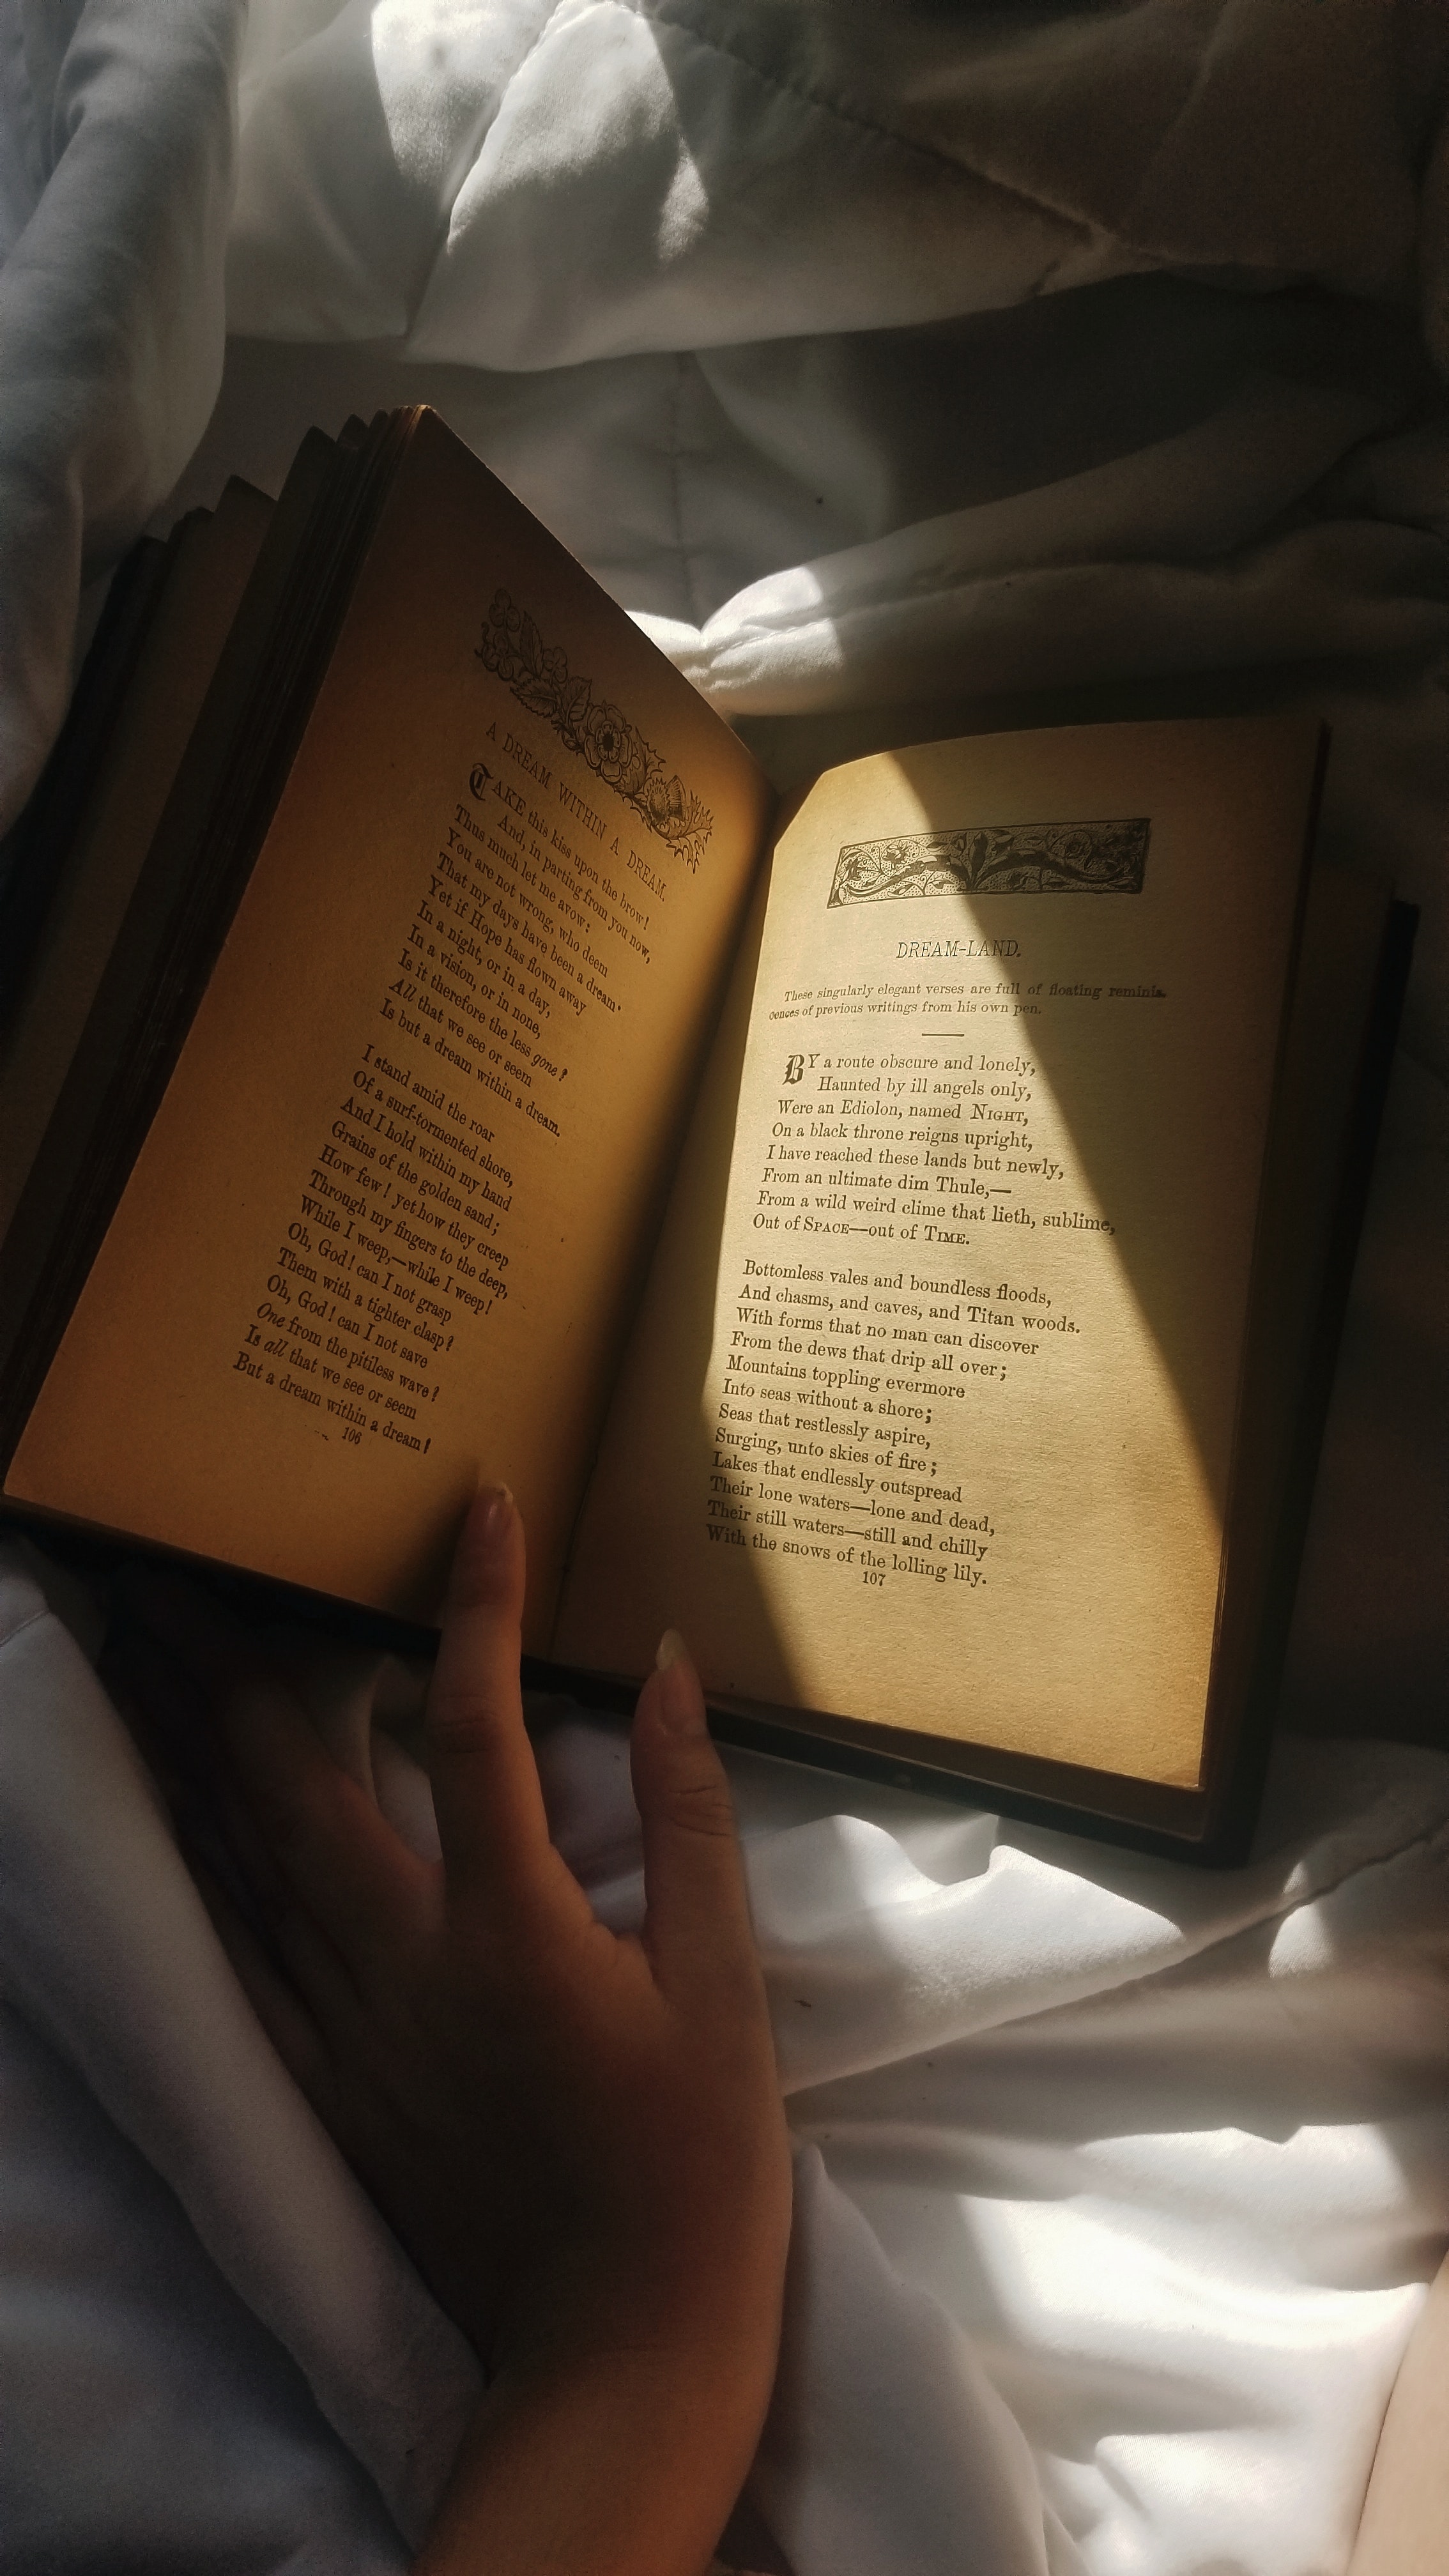 A DREAM WITHIN A DREAM.
TAKE this kiss upon the brow!
And, in parting from you now,
Thus much let me avow:
You are not wrong, who deem
That my days have been a dream·
Yet if Hope has flown away
In a night, or in a day,
In a vision, or in none,
Is it therefore the less gone?
All that we see or seem
Is but a dream within a dream.
I stand amid the roar
Of a surf-tormented shore,
And I hold within my hand
Grains of the golden sand;
How few! yet how they creep
Through my fingers to the deep,
While I weep,—while I weep!
Oh, God! can I not grasp
Them with a tighter clasp?
Oh, God! can I not save
One from the pitiless wave?
Is all that we see or seem
But a dream within a dream!
106
DREAM-LAND.
These singularly elegant verses are full of floating reminis-
cences of previous writings from his own pen.
BY a route obscure and lonely,
Haunted by ill angels only,
Were an Ediolon, named NIGHT,
On a black throne reigns upright,
I have reached these lands but newly,
From an ultimate dim Thule,—
From a wild weird clime that lieth, sublime,
Out of SPACE—out of TIME.
Bottomless vales and boundless floods,
And chasms, and caves, and Titan woods.
With forms that no man can discover
From the dews that drip all over;
Mountains toppling evermore
Into seas without a shore;
Seas that restlessly aspire,
Surging, unto skies of fire;
Lakes that endlessly outspread
Their lone waters—lone and dead,
Their still waters—still and chilly
With the snows of the lolling lily.
107